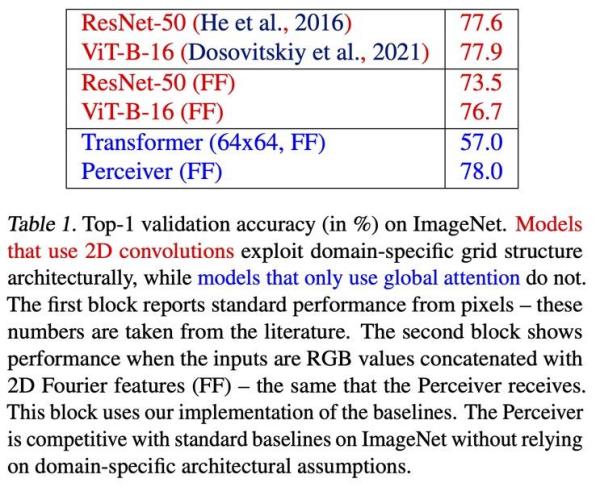 ResNet-50 (He et al., 2016) 77.6
ViT-B-16 (Dosovitskiy et al., 2021) 77.9
ResNet-50 (FF) 73.5
ViT-B-16 (FF) 76.7
Transformer (64x64, FF) 57.0
Perceiver (FF) 78.0
Table 1. Top-1 validation accuracy (in %) on ImageNet. Models
that use 2D convolutions exploit domain-specific grid structure
architecturally, while models that only use global attention do not.
The first block reports standard performance from pixels – these
numbers are taken from the literature. The second block shows
performance when the inputs are RGB values concatenated with
2D Fourier features (FF) – the same that the Perceiver receives.
This block uses our implementation of the baselines. The Perceiver
is competitive with standard baselines on ImageNet without relying
on domain-specific architectural assumptions.